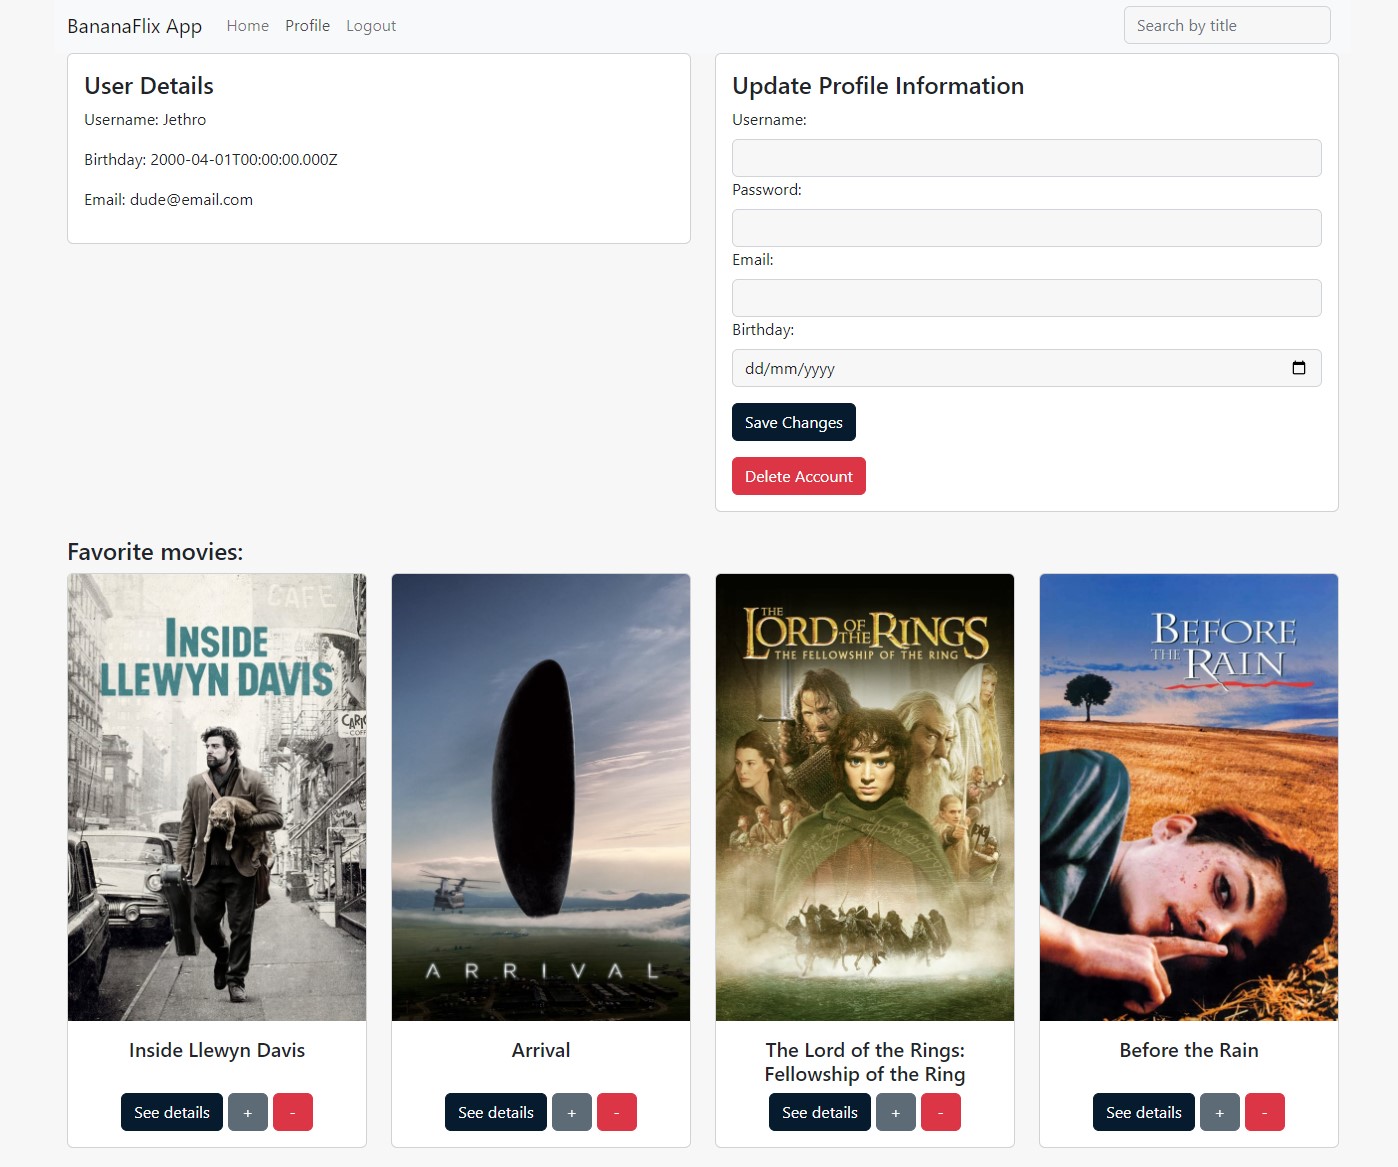 BananaFlix App Home Profile Logout Search by title
User Details
Username: Jethro
Birthday: 2000-04-01T00:00:00.000Z
Email: dude@email.com
Update Profile Information
Username:
Password:
Email:
Birthday:
dd/mm/yyyy
Save Changes
Delete Account
Favorite movies:
CAFE
INSIDE
LLEWYN DAVIS
ARRIVAL
THE
LORD OF THE RINGS
THE FELLOWSHIP OF THE RING
BEFORE
THE RAIN
Inside Llewyn Davis
See details + -
Arrival
See details + -
The Lord of the Rings:
Fellowship of the Ring
See details + -
Before the Rain
See details + -